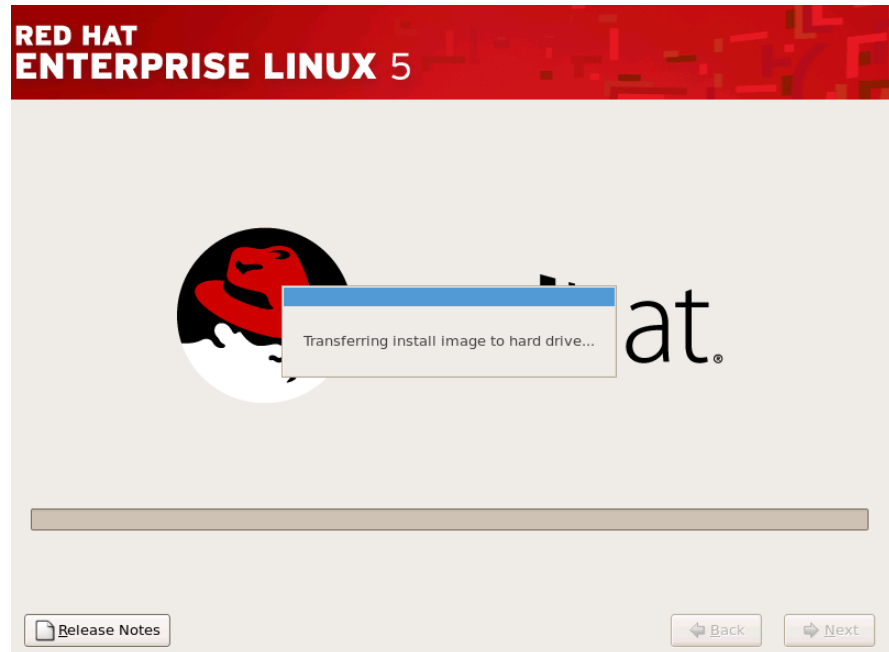 RED HAT
ENTERPRISE LINUX 5
Transferring install image to hard drive...
at.
®
Release Notes
Back
Next